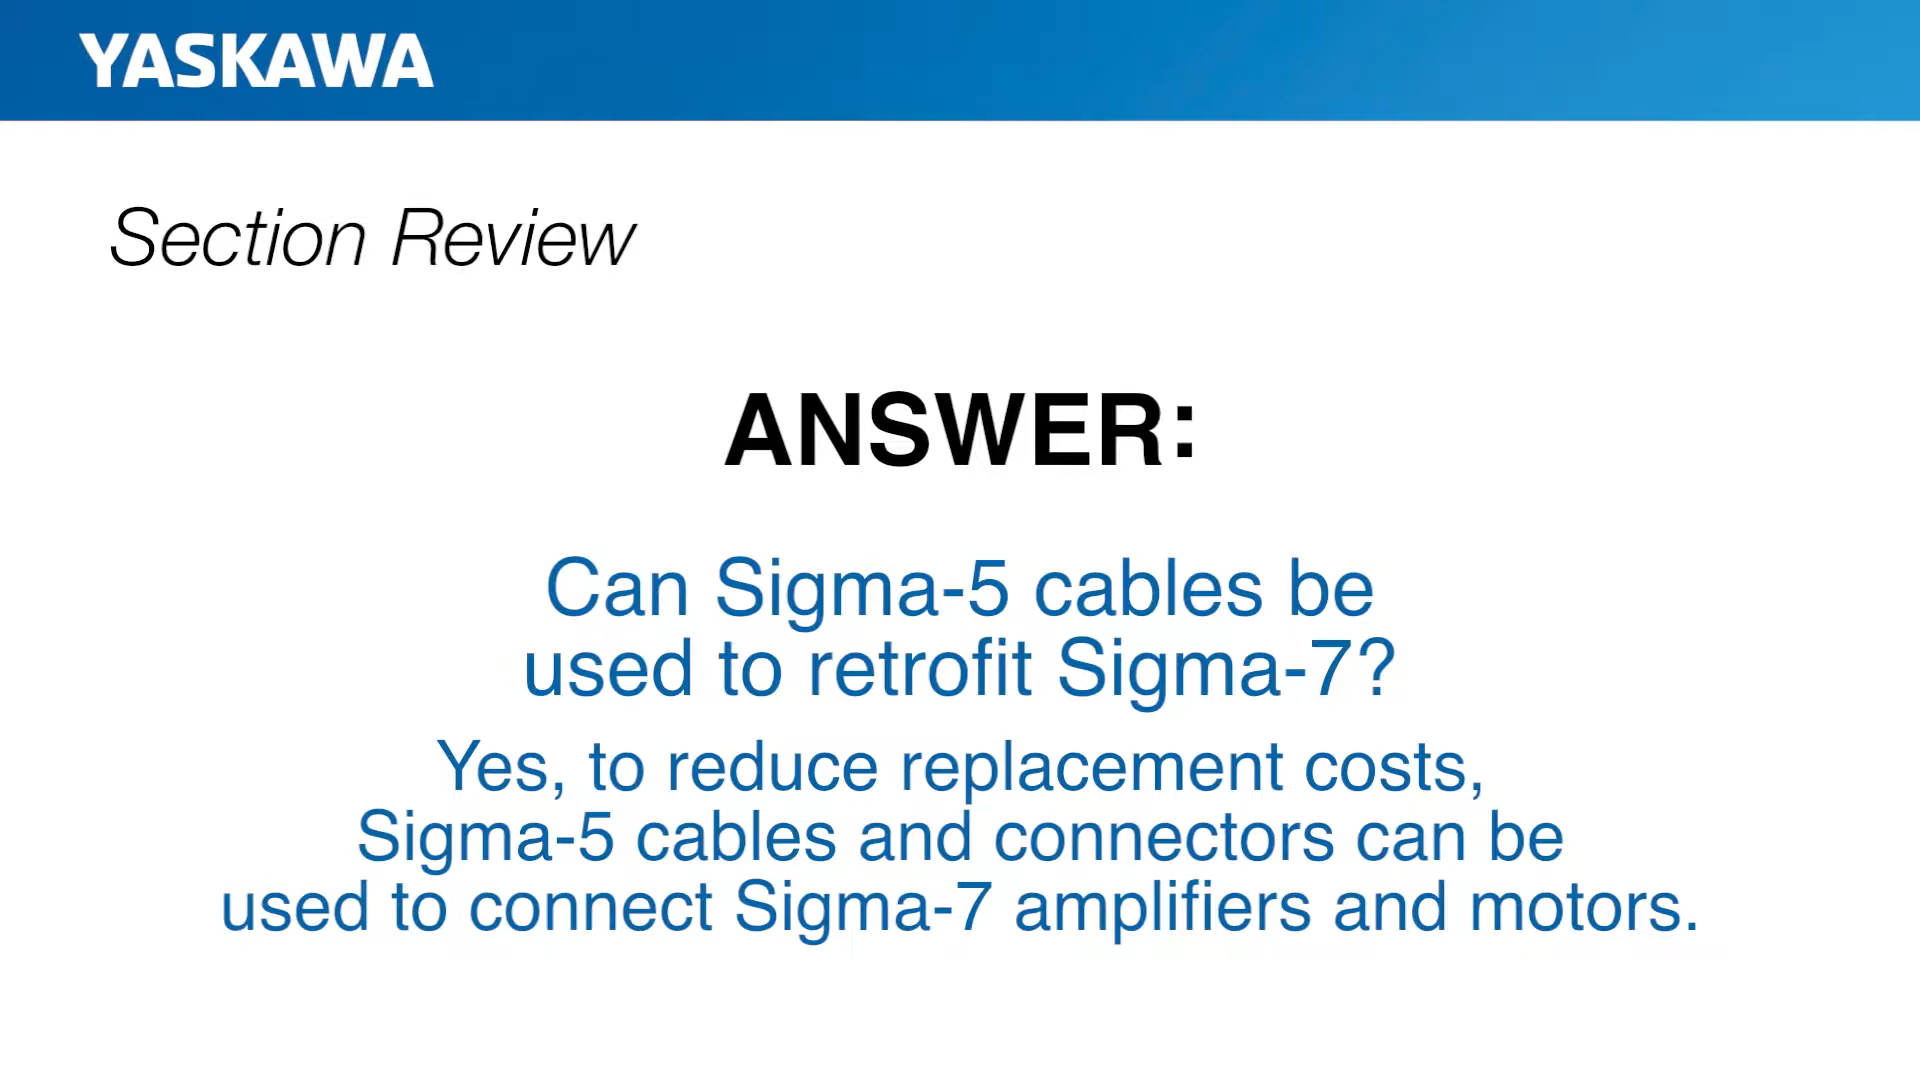 YASKAWA
Section Review
ANSWER:
Can Sigma-5 cables be
used to retrofit Sigma-7?
Yes, to reduce replacement costs,
Sigma-5 cables and connectors can be
used to connect Sigma-7 amplifiers and motors.